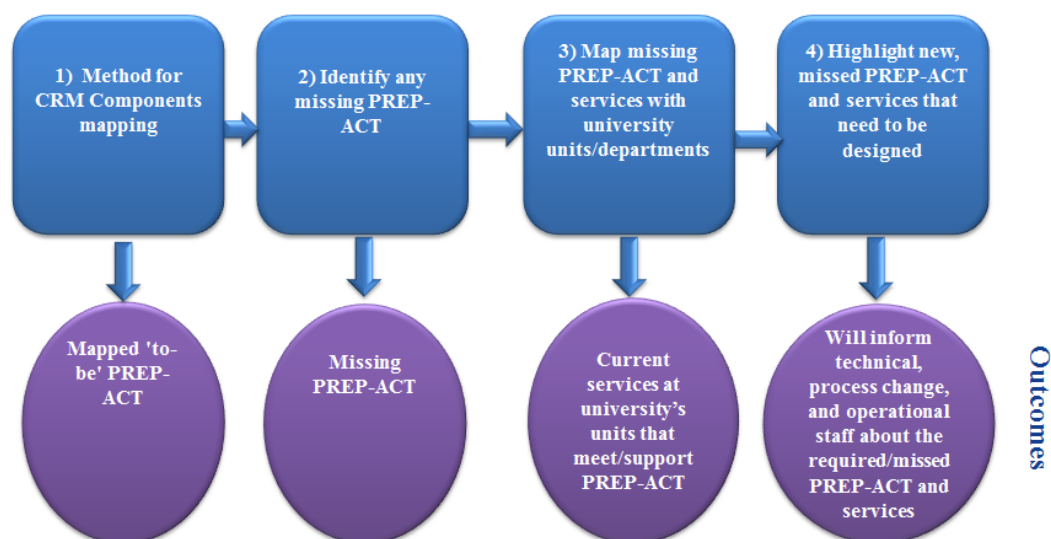 1) Method for
CRM Components
mapping
2) Identify any
missing PREP-
ACT
3) Map missing
PREP-ACT and
services with
university
units/departments
4) Highlight new,
missed PREP-ACT
and services that
need to be
designed
Mapped 'to-
be' PREP-
ACT
Missing
PREP-ACT
Current
services at
university’s
units that
meet/support
PREP-ACT
Will inform
technical,
process change,
and operational
staff about the
required/missed
PREP-ACT and
services
Outcomes